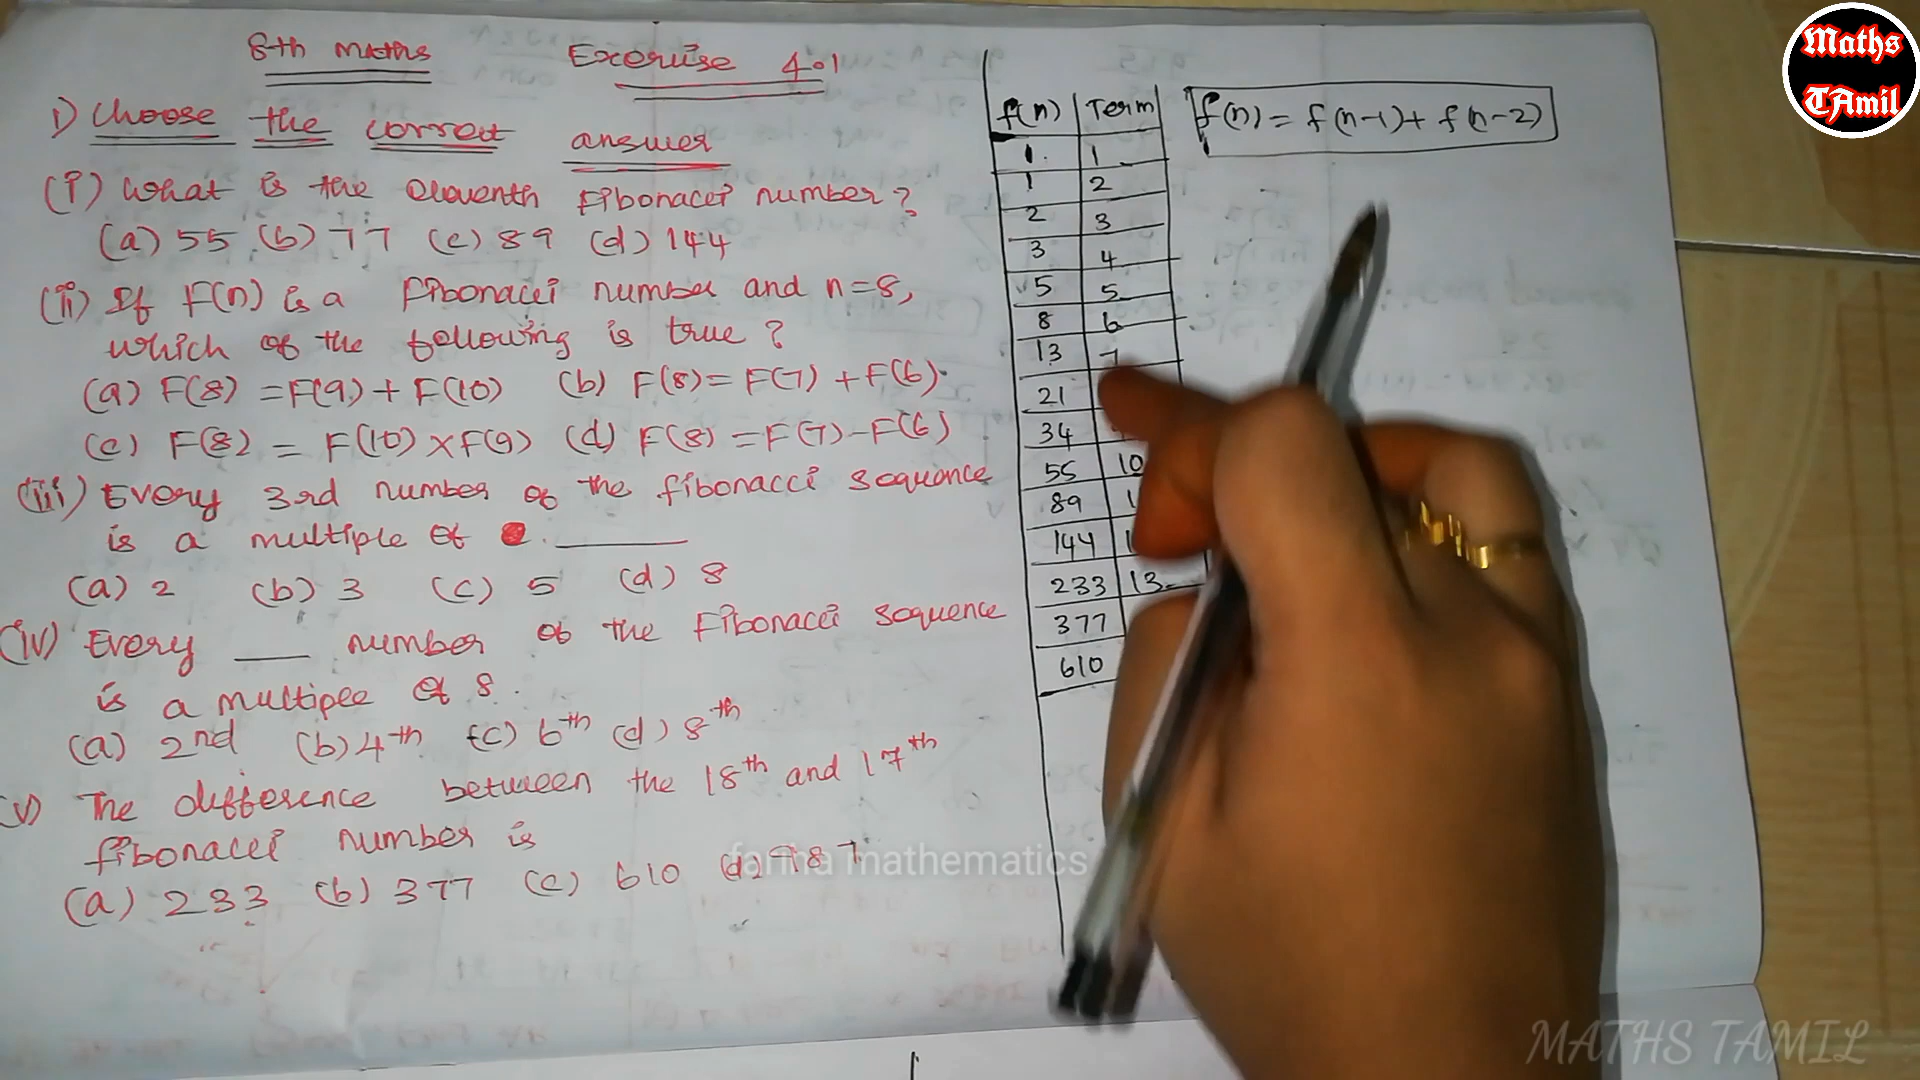 8th maths Exercise 4.1
1) Choose the correct answer
(i) What is the eleventh Fibonacci number?
(a) 55 (b) 77 (c) 89 (d) 144
(ii) If F(n) is a Fibonacci number and n=8,
which of the following is true?
(a) F(8) = F(9) + F(10) (b) F(8) = F(7) + F(6)
(c) F(8) = F(10) × F(9) (d) F(8) = F(7) - F(6)
(iii) Every 3rd number of the fibonacci sequence
is a multiple of ______
(a) 2 (b) 3 (c) 5 (d) 8
(iv) Every ___ number of the Fibonacci sequence
is a multiple of 8.
(a) 2nd (b) 4th (c) 6th (d) 8th
v) The difference between the 18th and 17th
fibonacci number is
(a) 233 (b) 377 (c) 610 (d) 987
f(n) Term
1 1
1 2
2 3
3 4
5 5
8 6
13 7
21
34
55 10
89
144
233 13
377
610
f(n) = f(n-1) + f(n-2)
Maths
TAmil
farina mathematics
MATHS TAMIL